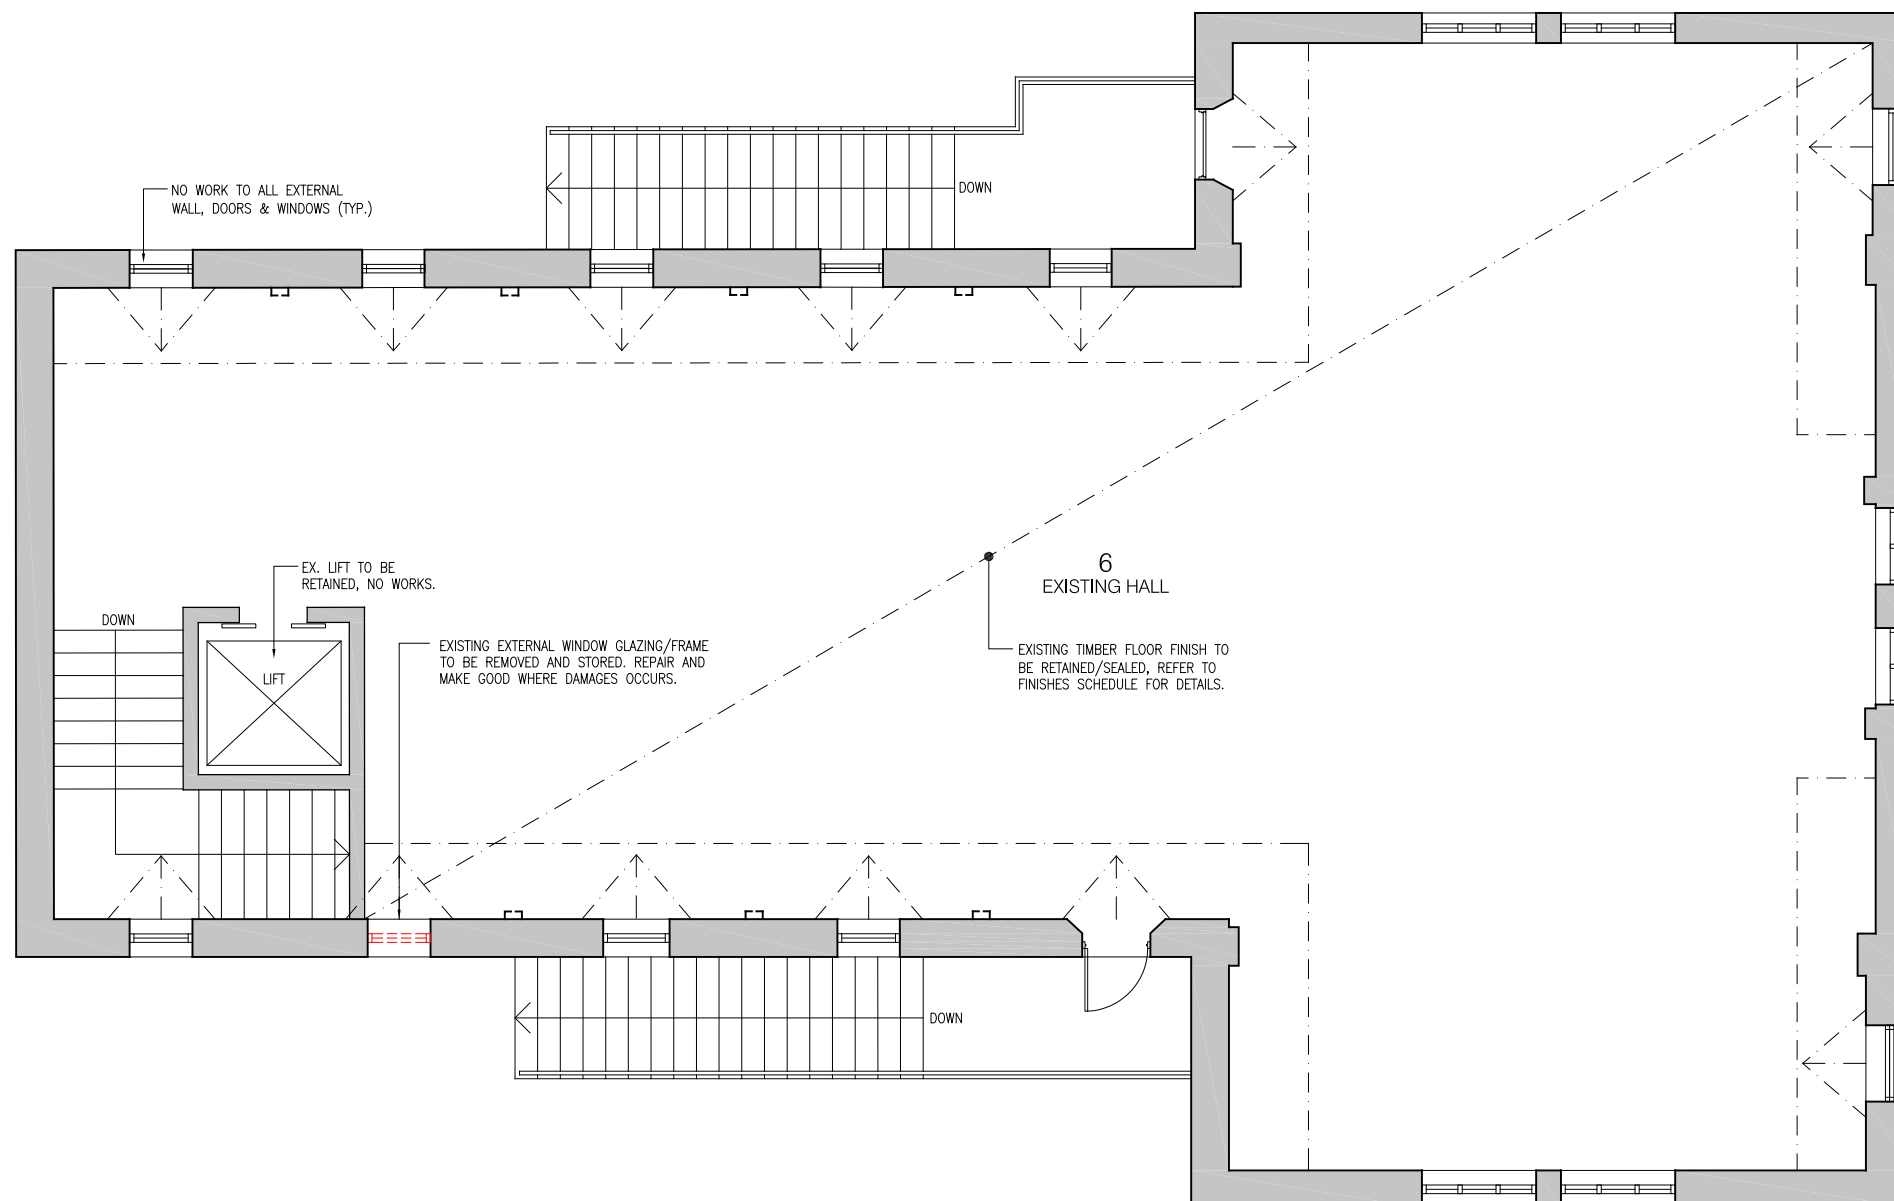 NO WORK TO ALL EXTERNAL
WALL, DOORS & WINDOWS (TYP.)
DOWN
EX. LIFT TO BE
RETAINED, NO WORKS.
DOWN
LIFT
EXISTING EXTERNAL WINDOW GLAZING/FRAME
TO BE REMOVED AND STORED. REPAIR AND
MAKE GOOD WHERE DAMAGES OCCURS.
6
EXISTING HALL
EXISTING TIMBER FLOOR FINISH TO
BE RETAINED/SEALED, REFER TO
FINISHES SCHEDULE FOR DETAILS.
DOWN